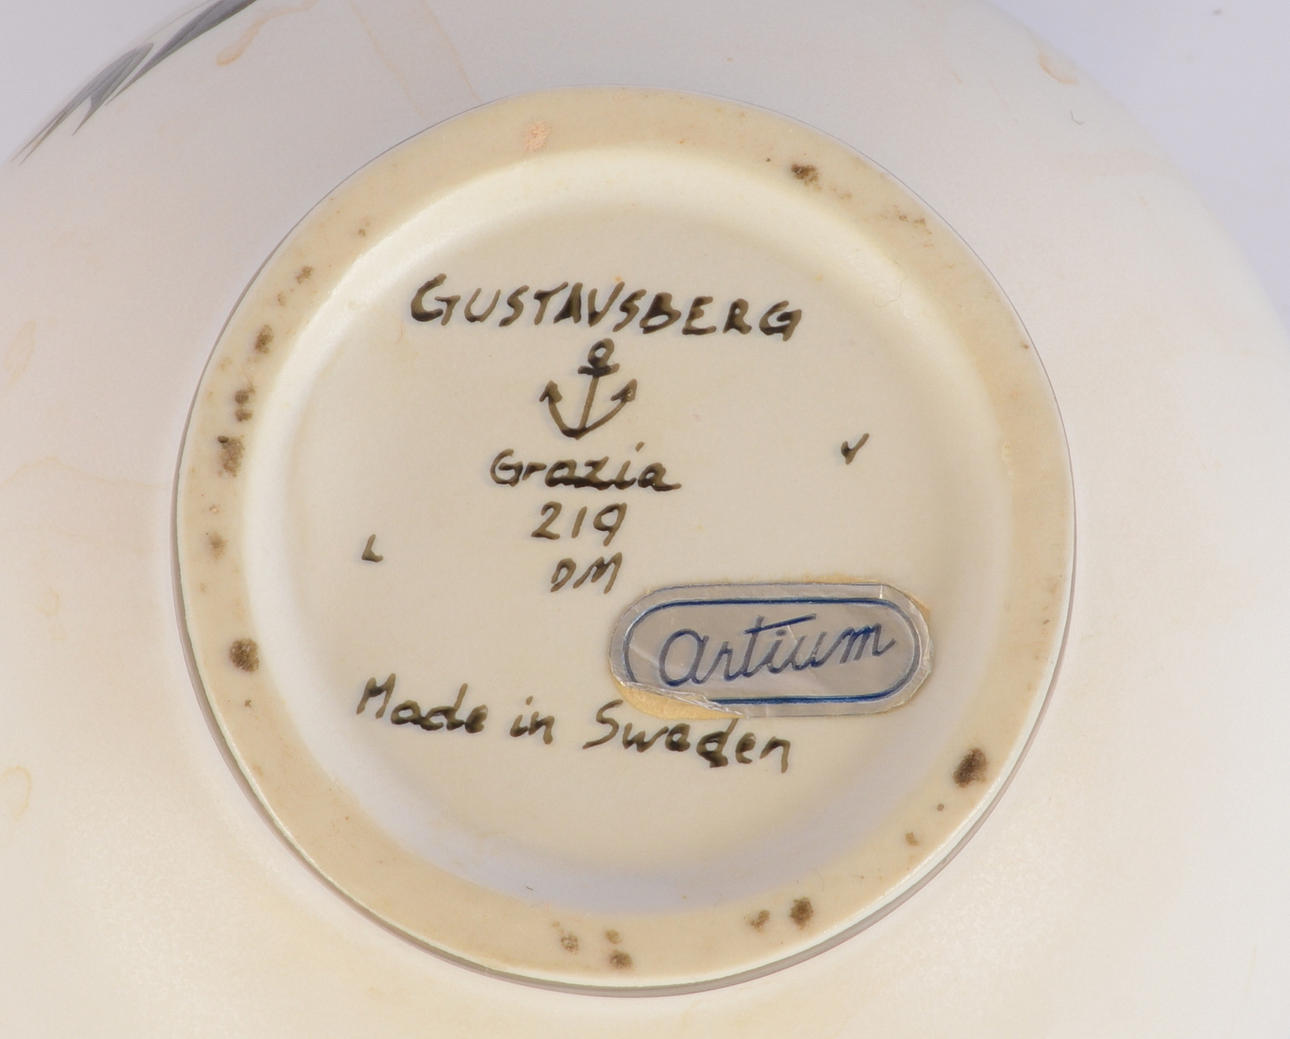 GUSTAVSBERG
Grazia
219
DM
artium
Made in Sweden